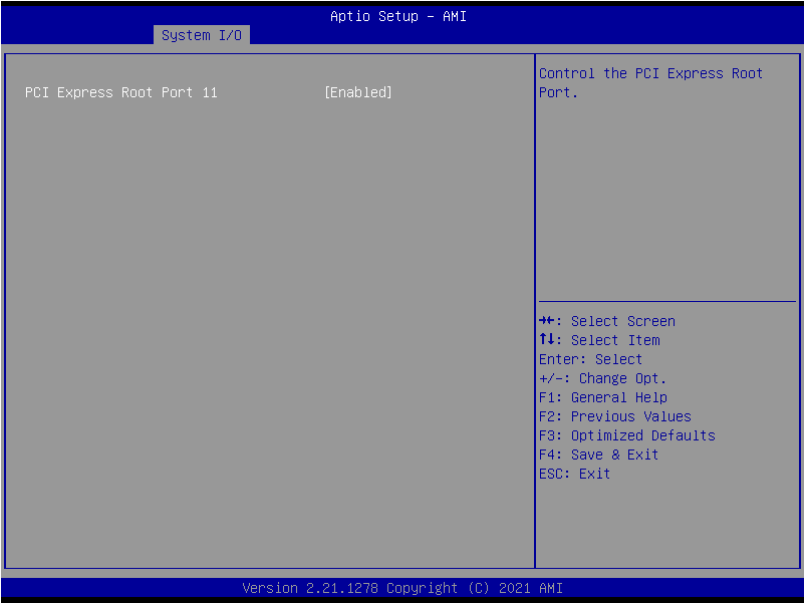 Aptio Setup – AMI
System I/O
PCI Express Root Port 11 [Enabled]
Control the PCI Express Root
Port.
→←: Select Screen
↑↓: Select Item
Enter: Select
+/-: Change Opt.
F1: General Help
F2: Previous Values
F3: Optimized Defaults
F4: Save & Exit
ESC: Exit
Version 2.21.1278 Copyright (C) 2021 AMI